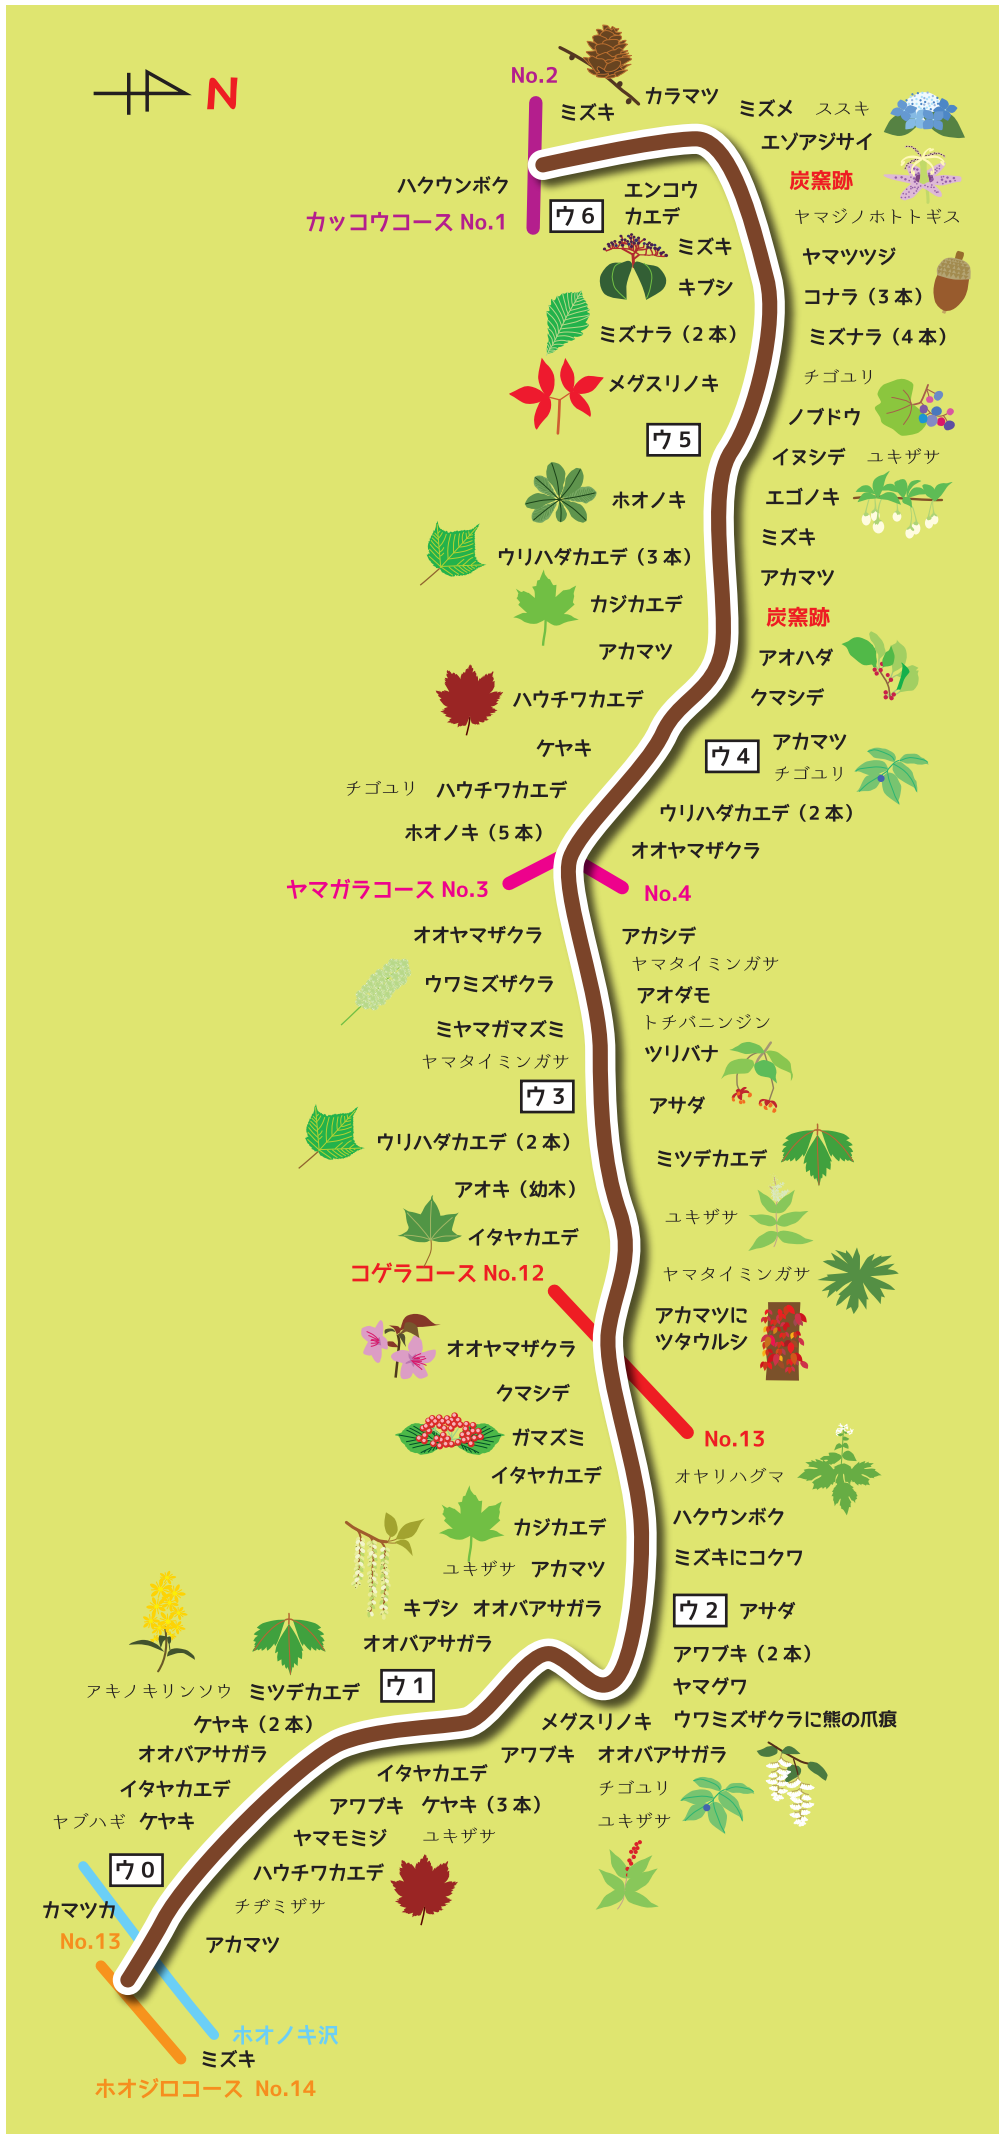 N
No.2
カラマツ
ミズキ
ミズメ ススキ
エゾアジサイ
炭窯跡
ハクウンボク
エンコウ
カエデ
カッコウコース No.1
ウ6
ヤマジノホトトギス
ミズキ
ヤマツツジ
キブシ
コナラ（3本）
ミズナラ（2本）
ミズナラ（4本）
メグスリノキ
チゴユリ
ノブドウ
ウ5
イヌシデ ユキザサ
ホオノキ
エゴノキ
ミズキ
ウリハダカエデ（3本）
アカマツ
カジカエデ
炭窯跡
アカマツ
アオハダ
ハウチワカエデ
クマシデ
ケヤキ
ウ4
アカマツ
チゴユリ
チゴユリ ハウチワカエデ
ウリハダカエデ（2本）
ホオノキ（5本）
オオヤマザクラ
ヤマガラコース No.3
No.4
オオヤマザクラ
アカシデ
ヤマタイミンガサ
ウワミズザクラ
アオダモ
トチバニンジン
ミヤマガマズミ
ヤマタイミンガサ
ツリバナ
ウ3
アサダ
ウリハダカエデ（2本）
ミツデカエデ
アオキ（幼木）
ユキザサ
イタヤカエデ
コゲラコース No.12
ヤマタイミンガサ
アカマツに
ツタウルシ
オオヤマザクラ
クマシデ
ガマズミ
No.13
イタヤカエデ
オヤリハグマ
カジカエデ
ハクウンボク
ユキザサ アカマツ
ミズキにコクワ
キブシ オオバアサガラ
ウ2 アサダ
オオバアサガラ
アワブキ（2本）
ウ1
ヤマグワ
アキノキリンソウ ミツデカエデ
ケヤキ（2本）
メグスリノキ ウワミズザクラに熊の爪痕
オオバアサガラ
アワブキ オオバアサガラ
イタヤカエデ
イタヤカエデ
チゴユリ
アワブキ ケヤキ（3本）
ヤブハギ ケヤキ
ユキザサ
ヤマモミジ ユキザサ
ウ0
ハウチワカエデ
カマツカ
チヂミザサ
No.13
アカマツ
ホオノキ沢
ミズキ
ホオジロコース No.14